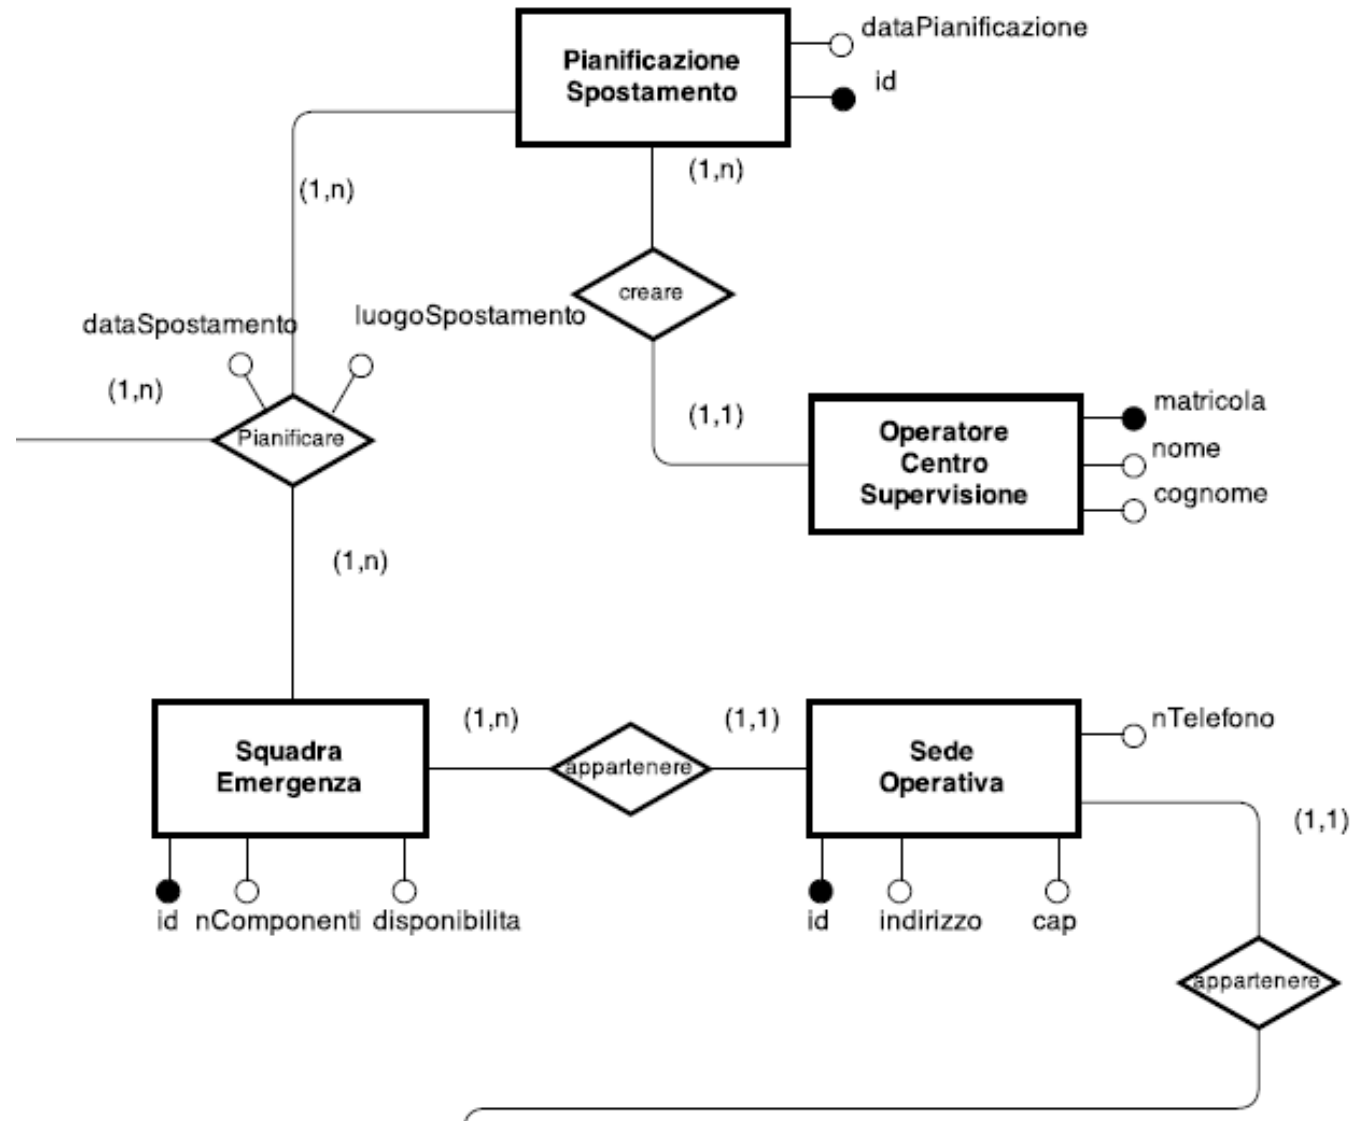 dataPianificazione
Pianificazione
Spostamento
id
(1,n)
(1,n)
creare
dataSpostamento
luogoSpostamento
(1,n)
Pianificare
(1,1)
matricola
Operatore
Centro
Supervisione
nome
cognome
(1,n)
(1,n)
(1,1)
nTelefono
Squadra
Emergenza
appartenere
Sede
Operativa
(1,1)
id nComponenti disponibilita
id indirizzo cap
appartenere